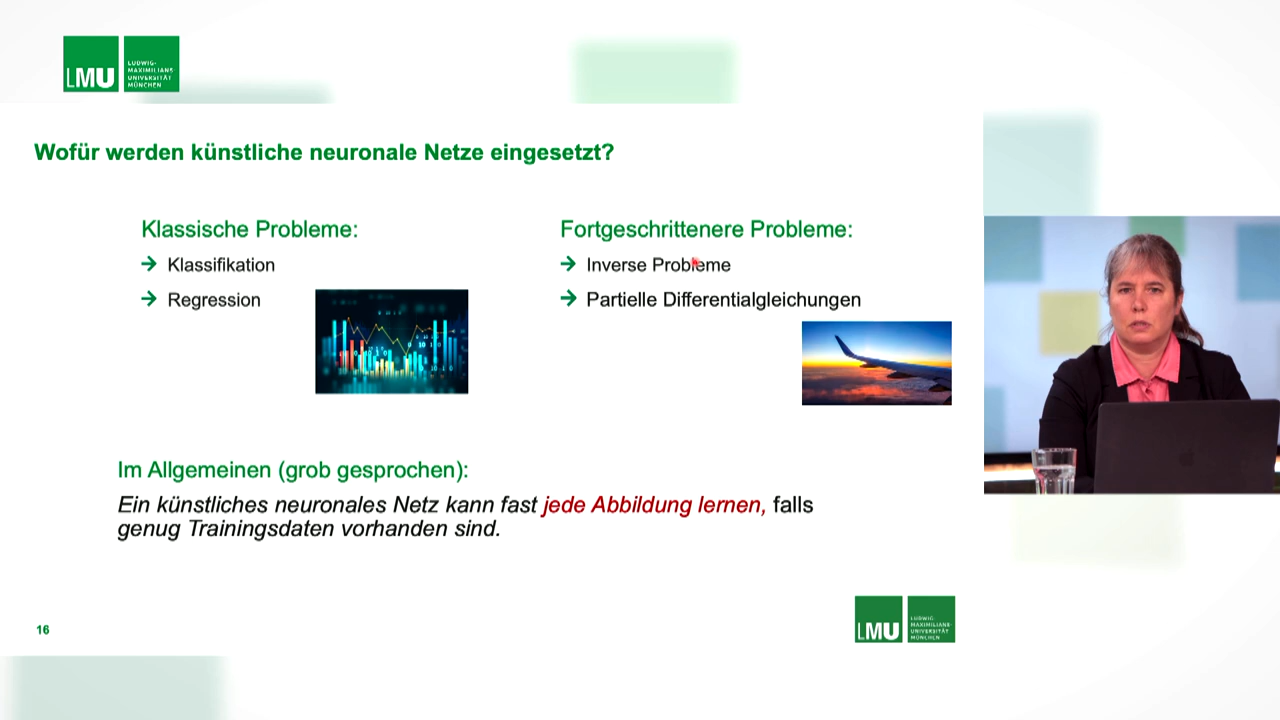 LMU
LUDWIG-
MAXIMILIANS-
UNIVERSITÄT
MÜNCHEN
Wofür werden künstliche neuronale Netze eingesetzt?
Klassische Probleme:
→ Klassifikation
→ Regression
Fortgeschrittenere Probleme:
→ Inverse Probleme
→ Partielle Differentialgleichungen
Im Allgemeinen (grob gesprochen):
Ein künstliches neuronales Netz kann fast jede Abbildung lernen, falls
genug Trainingsdaten vorhanden sind.
16
LMU
LUDWIG-
MAXIMILIANS-
UNIVERSITÄT
MÜNCHEN